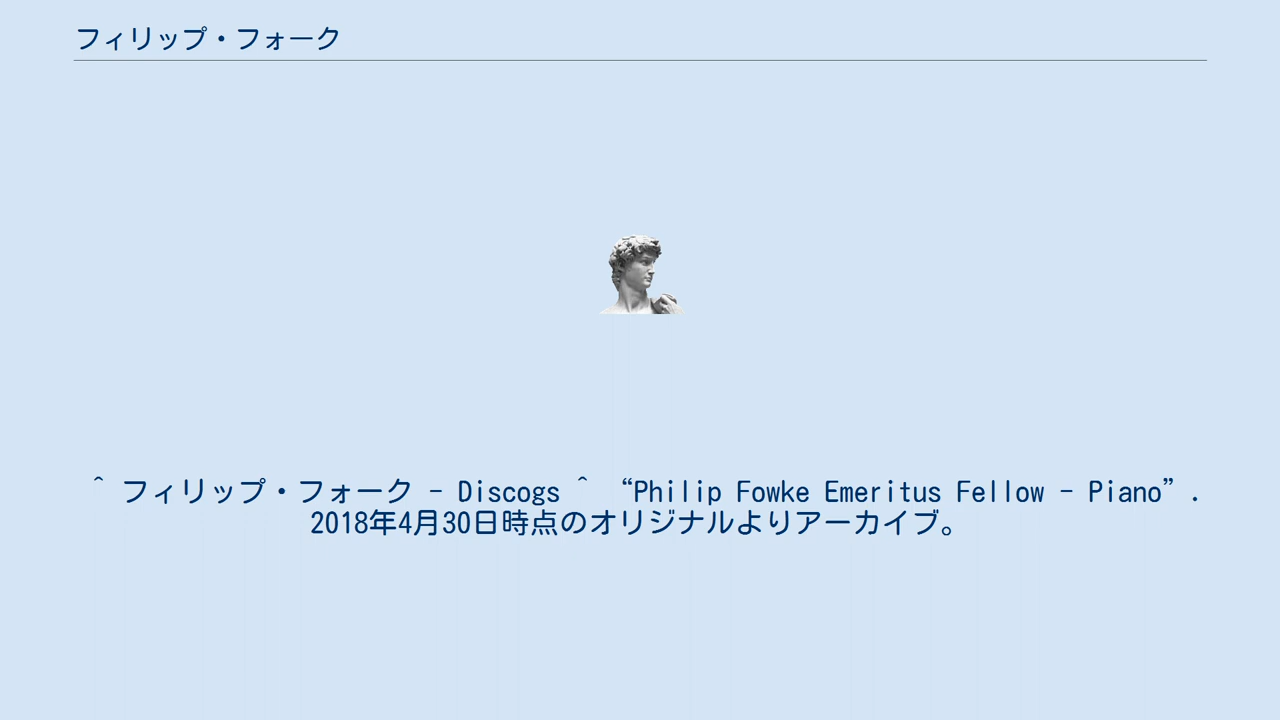 フィリップ・フォーク
^ フィリップ・フォーク - Discogs ^ “Philip Fowke Emeritus Fellow - Piano”.
2018年4月30日時点のオリジナルよりアーカイブ。